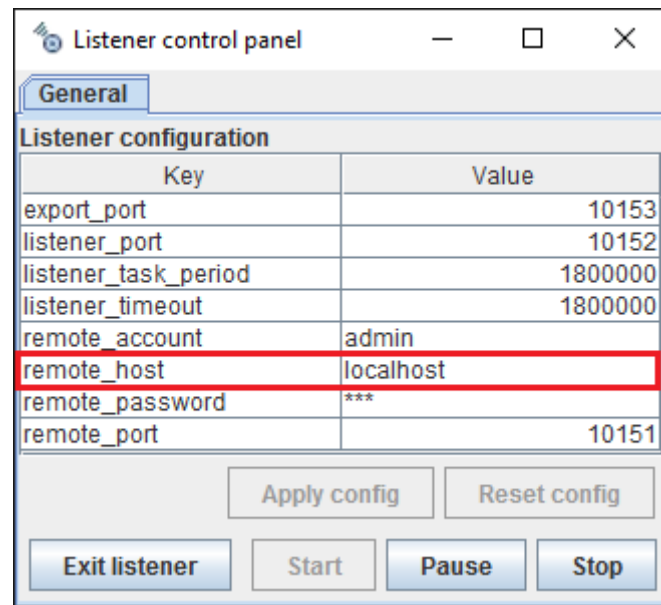 Listener control panel
General
Listener configuration
Key Value
export_port 10153
listener_port 10152
listener_task_period 1800000
listener_timeout 1800000
remote_account admin
remote_host localhost
remote_password ***
remote_port 10151
Apply config Reset config
Exit listener Start Pause Stop